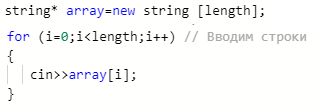 string* array=new string [length];
for (i=0;i<length;i++) // Вводим строки
{
cin>>array[i];
}